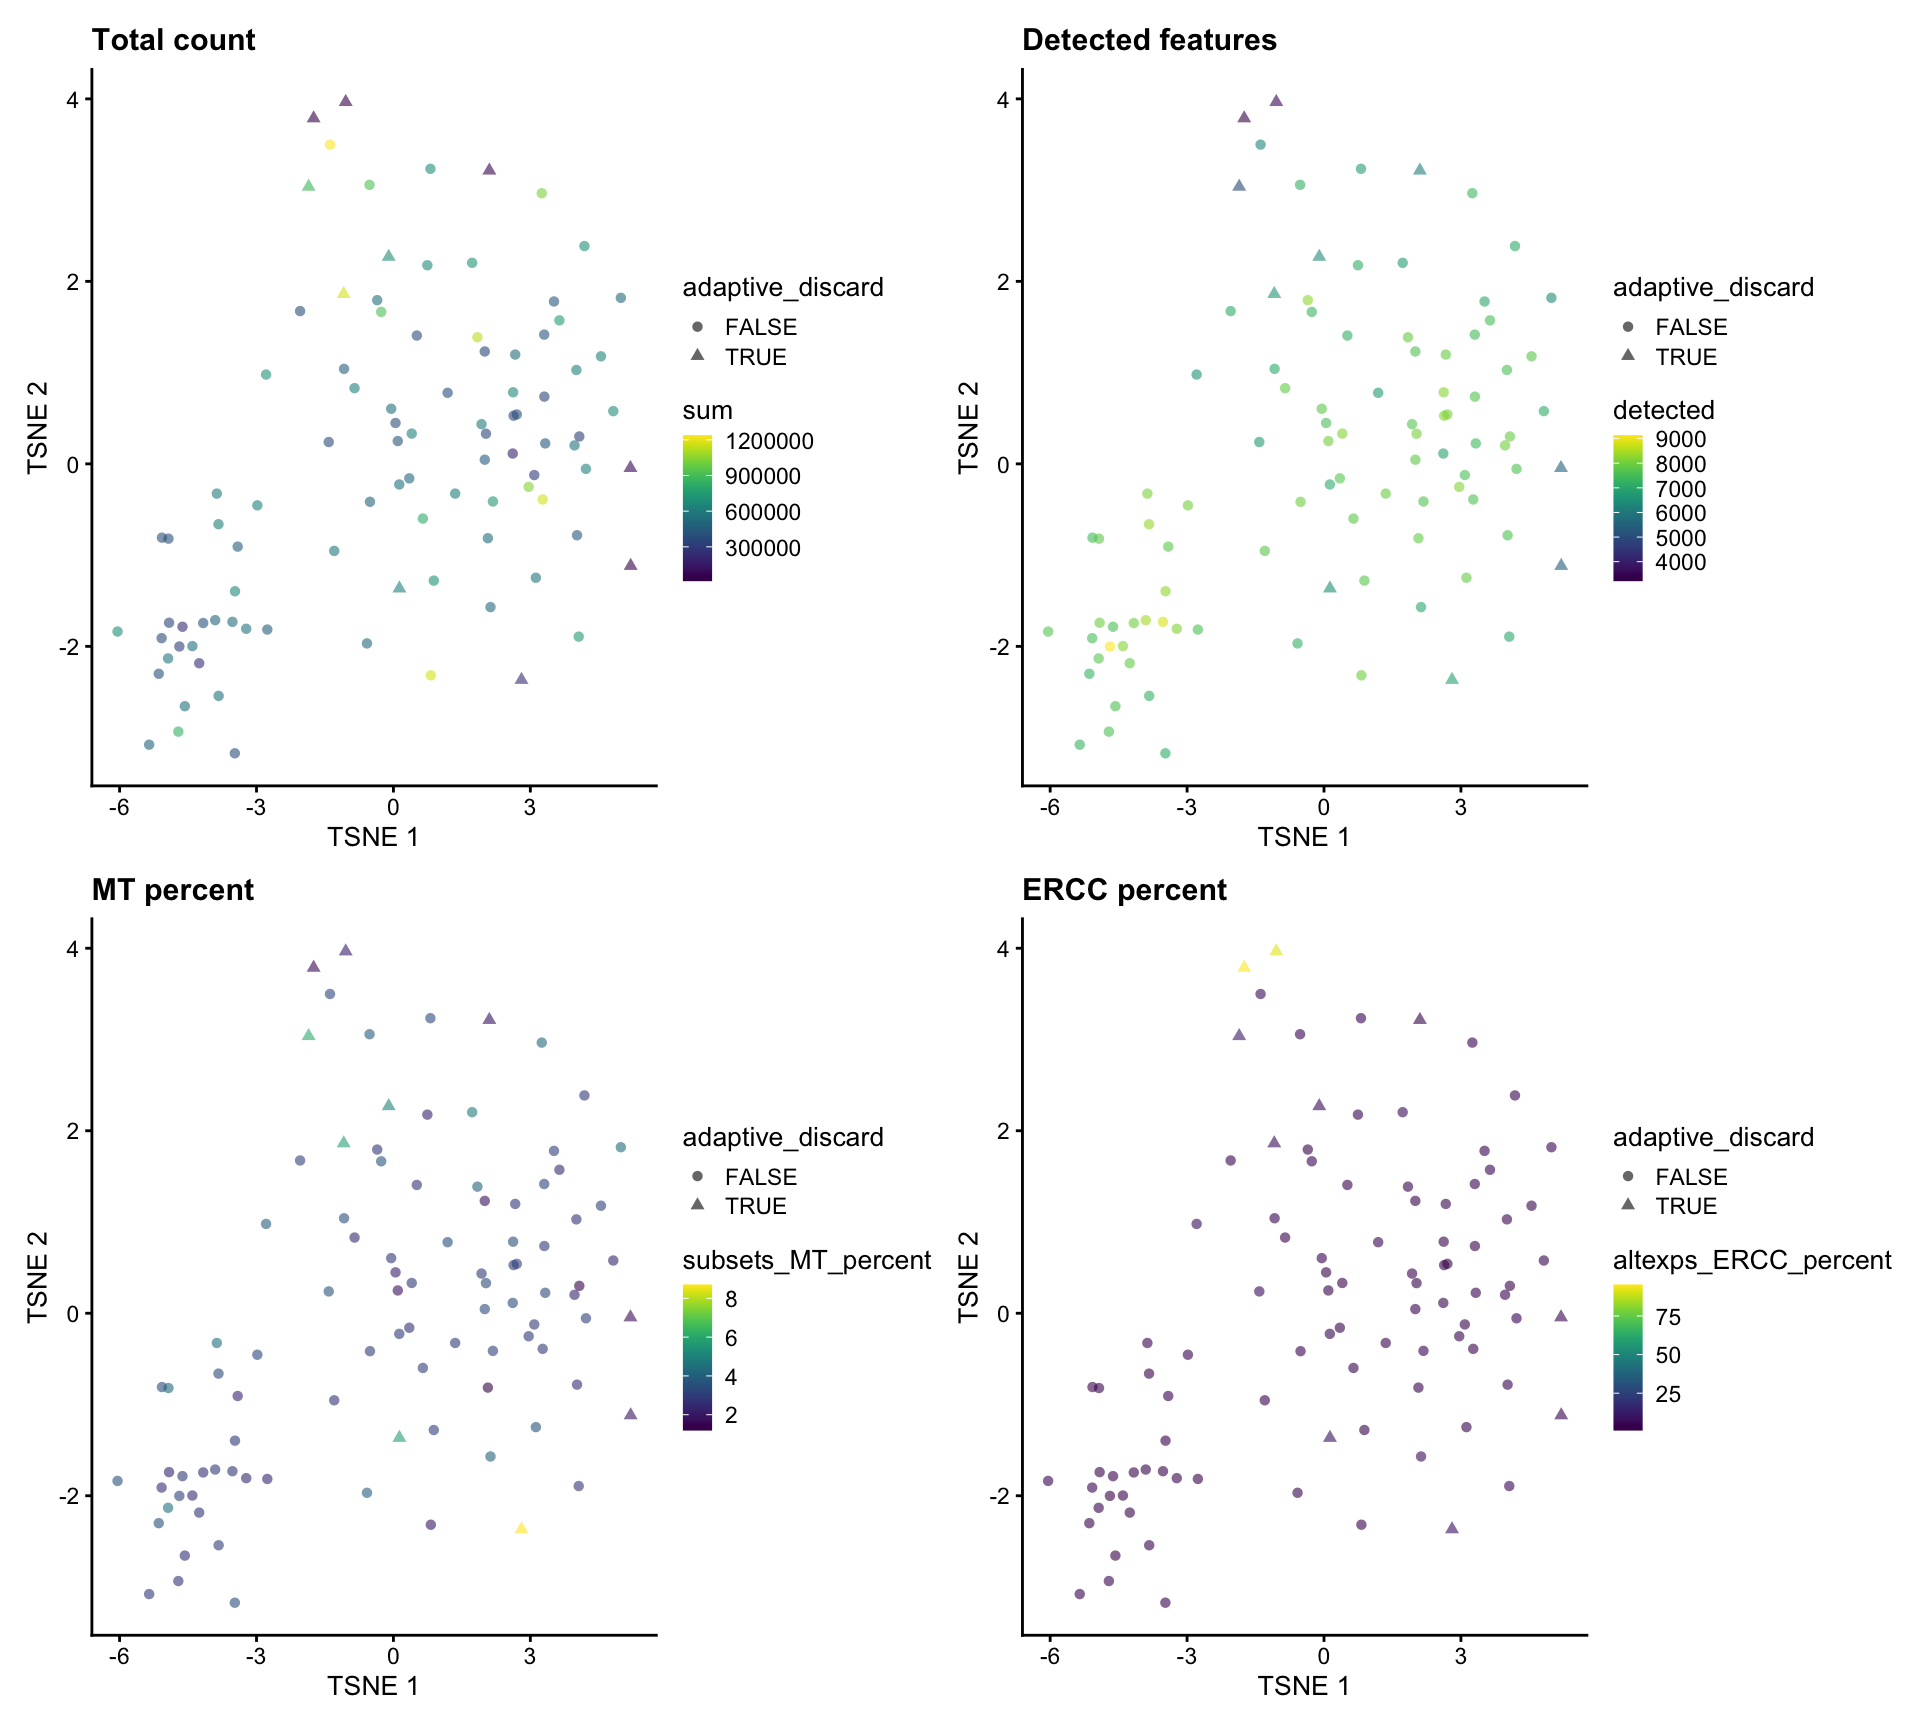 Total count
4
2
0
-2
-6
-3
0
3
TSNE 1
TSNE 2
adaptive_discard
FALSE
TRUE
sum
1200000
900000
600000
300000
Detected features
4
2
0
-2
-6
-3
0
3
TSNE 1
TSNE 2
adaptive_discard
FALSE
TRUE
detected
9000
8000
7000
6000
5000
4000
MT percent
4
2
0
-2
-6
-3
0
3
TSNE 1
TSNE 2
adaptive_discard
FALSE
TRUE
subsets_MT_percent
8
6
4
2
ERCC percent
4
2
0
-2
-6
-3
0
3
TSNE 1
TSNE 2
adaptive_discard
FALSE
TRUE
altexps_ERCC_percent
75
50
25